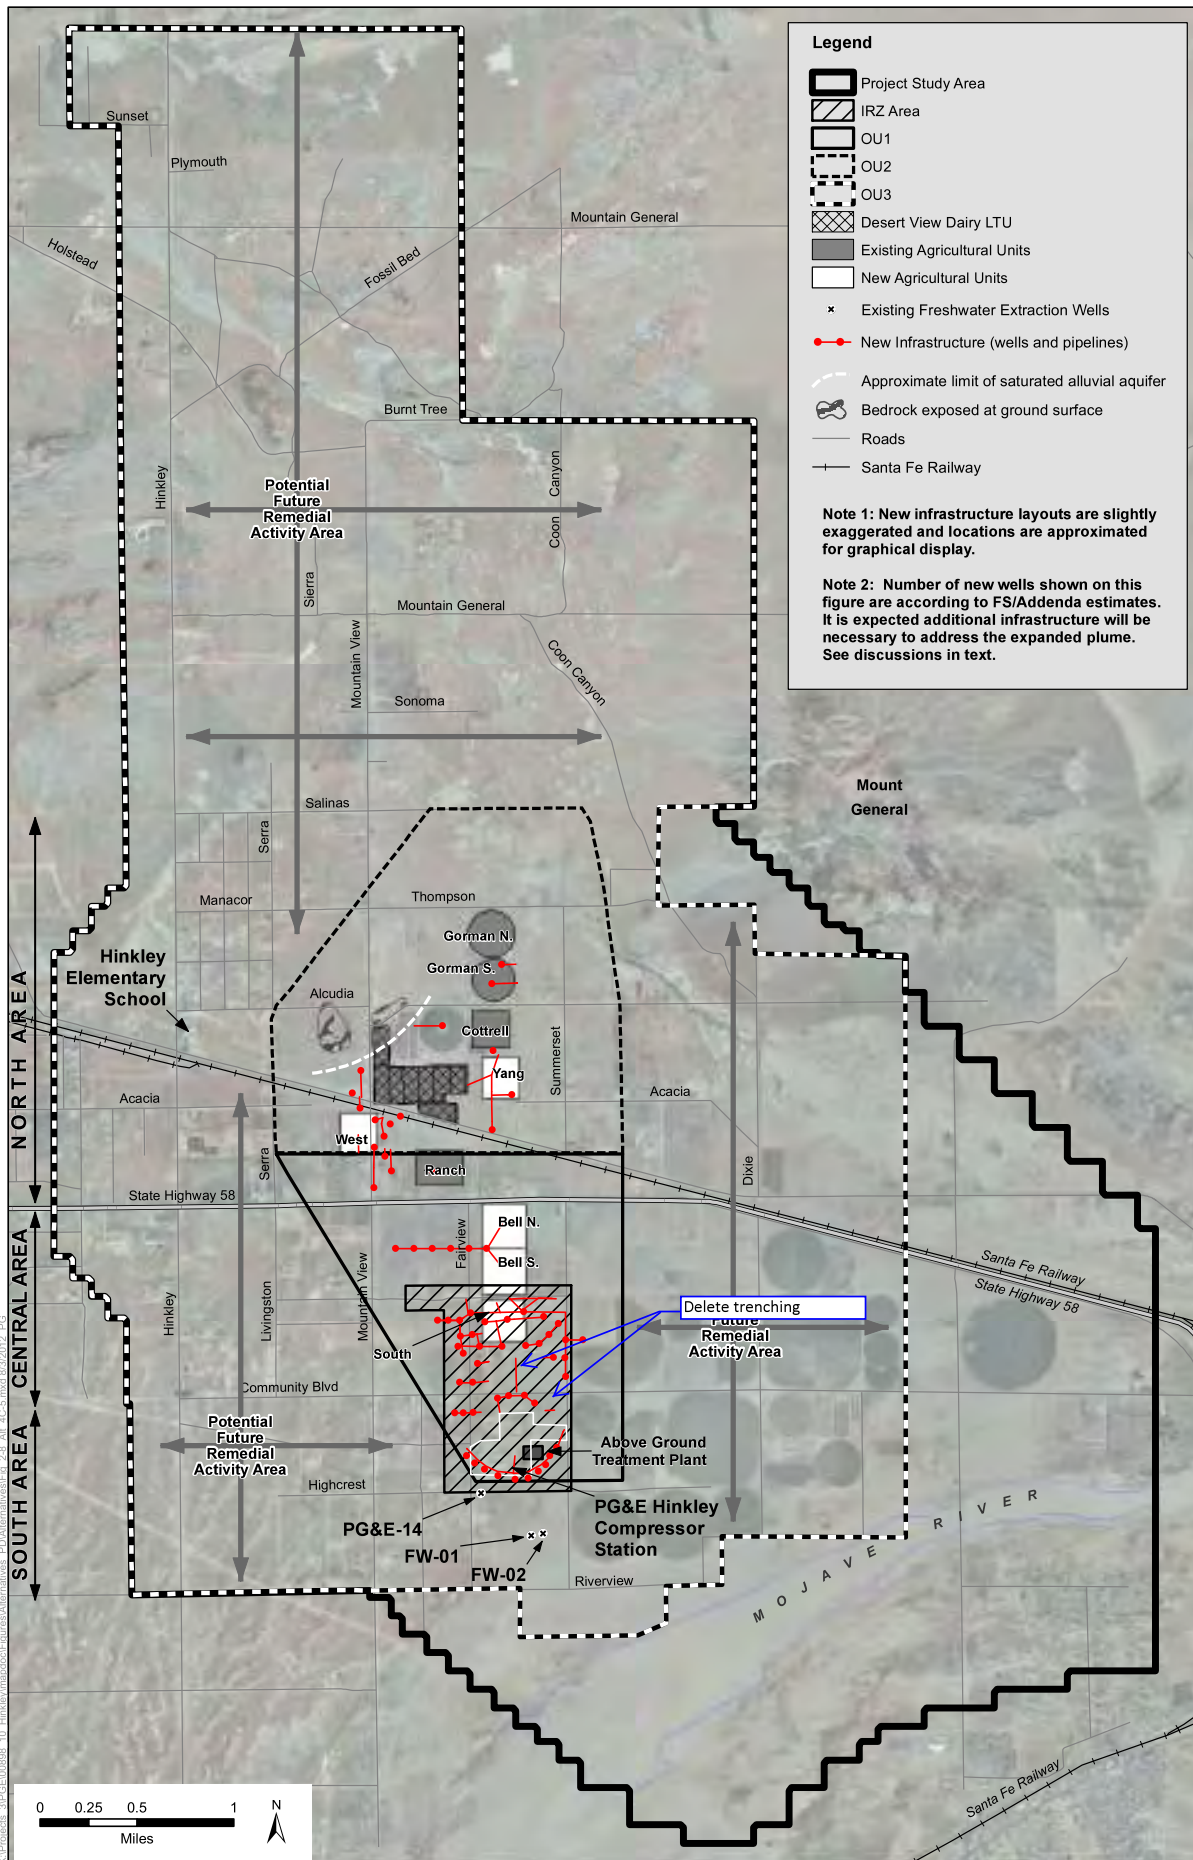 Legend
Project Study Area
IRZ Area
OU1
OU2
OU3
Desert View Dairy LTU
Existing Agricultural Units
New Agricultural Units
Existing Freshwater Extraction Wells
New Infrastructure (wells and pipelines)
Approximate limit of saturated alluvial aquifer
Bedrock exposed at ground surface
Roads
Santa Fe Railway
Note 1: New infrastructure layouts are slightly
exaggerated and locations are approximated
for graphical display.
Note 2: Number of new wells shown on this
figure are according to FS/Addenda estimates.
It is expected additional infrastructure will be
necessary to address the expanded plume.
See discussions in text.
Sunset
Plymouth
Mountain General
Holstead
Fossil Bed
Burnt Tree
Hinkley
Canyon
Coon
Potential
Future
Remedial
Activity Area
Sierra
Mountain General
Mountain View
Coon Canyon
Sonoma
Mount
General
Salinas
Serra
Manacor
Thompson
Gorman N.
Gorman S.
Hinkley
Elementary
School
Alcudia
Cottrell
Summerset
Yang
Acacia
Acacia
NORTH AREA
West
Serra
Ranch
Dixie
State Highway 58
Bell N.
Fairview
Bell S.
Santa Fe Railway
State Highway 58
CENTRAL AREA
Hinkley
Livingston
Mountain View
Delete trenching
Future
Remedial
Activity Area
South
Community Blvd
Potential
Future
Remedial
Activity Area
Above Ground
Treatment Plant
Highcrest
PG&E Hinkley
Compressor
Station
PG&E-14
FW-01
FW-02
SOUTH AREA
Riverview
MOJAVE RIVER
Santa Fe Railway
0 0.25 0.5 1
Miles
N